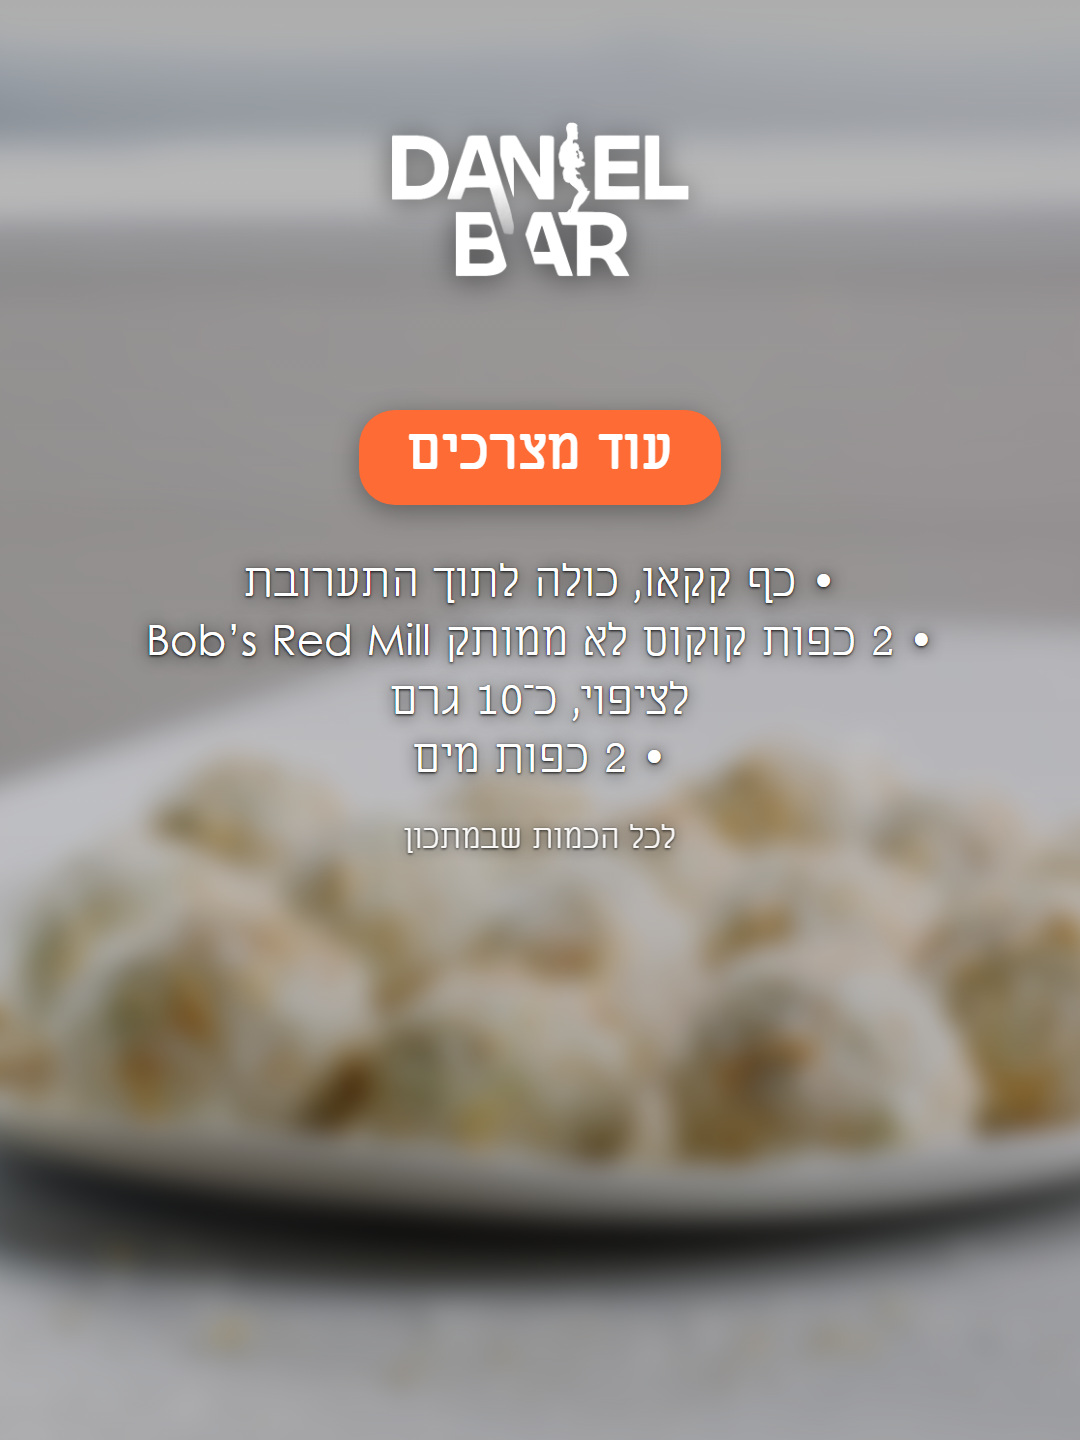 DANIEL
BAR
עוד מצרכים
• כף קקאו, כולה לתוך התערובת
• 2 כפות קוקוס לא ממותק Bob’s Red Mill
לציפוי, כ־10 גרם
• 2 כפות מים
לכל הכמות שבמתכון